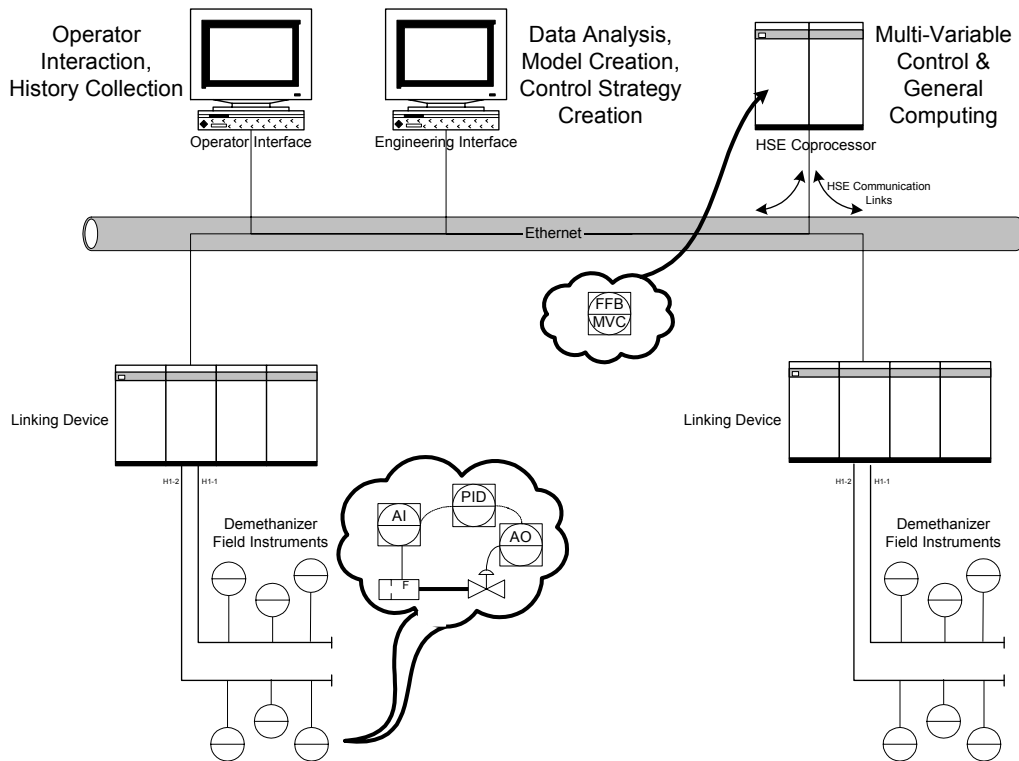 Operator
Interaction,
History Collection
Operator Interface
Data Analysis,
Model Creation,
Control Strategy
Creation
Engineering Interface
Multi-Variable
Control &
General
Computing
HSE Coprocessor
HSE Communication
Links
Ethernet
FFB
MVC
Linking Device
H1-2
H1-1
Demethanizer
Field Instruments
AI
PID
AO
F
Linking Device
H1-2
H1-1
Demethanizer
Field Instruments